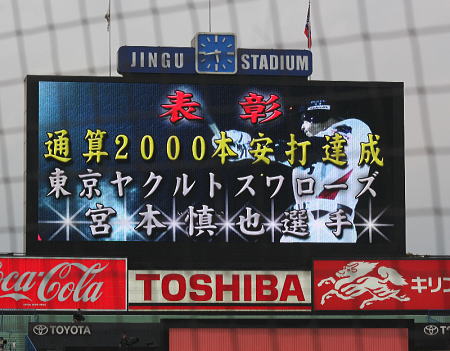 JINGU STADIUM
表彰
通算2000本安打達成
東京ヤクルトスワローズ
宮本慎也選手
Coca-Cola
TOSHIBA
キリン
TOYOTA